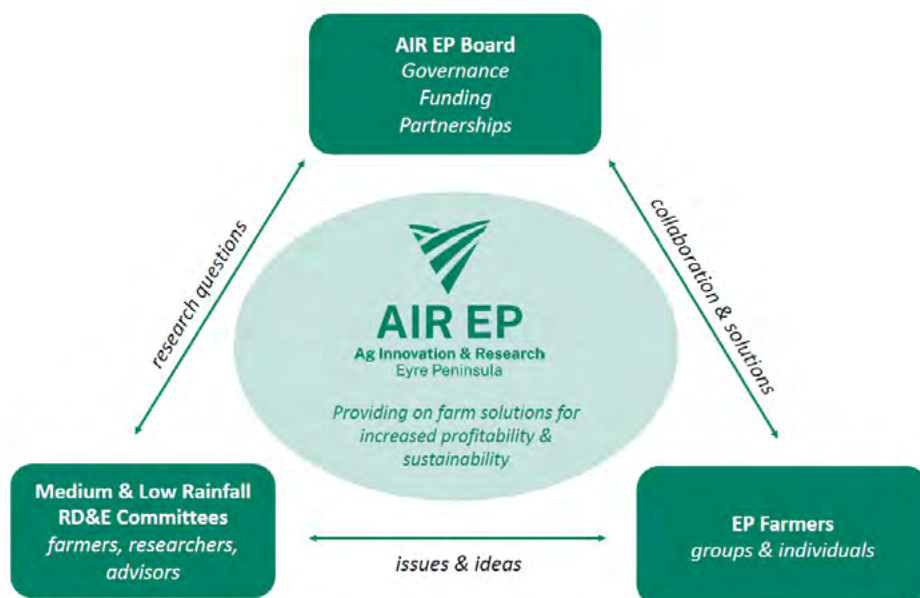 AIR EP Board
Governance
Funding
Partnerships
research questions
collaboration & solutions
AIR EP
Ag Innovation & Research
Eyre Peninsula
Providing on farm solutions for
increased profitability &
sustainability
Medium & Low Rainfall
RD&E Committees
farmers, researchers,
advisors
issues & ideas
EP Farmers
groups & individuals